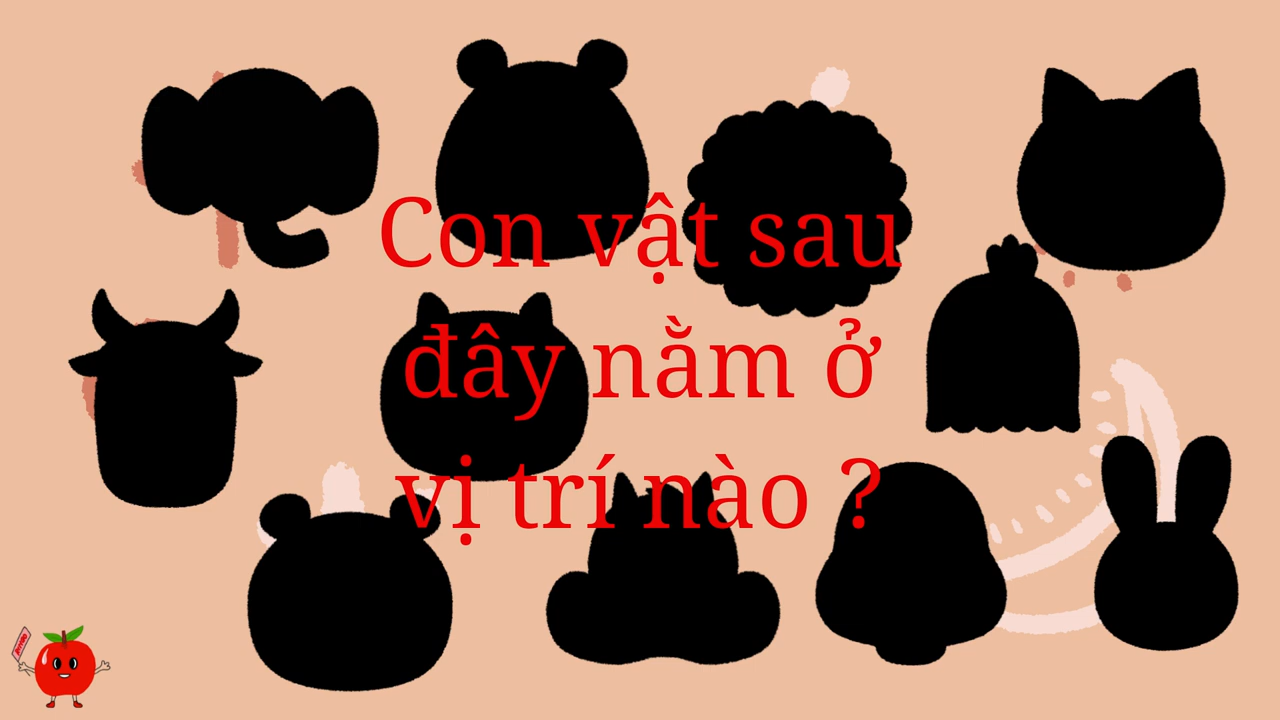 Con vật sau
đây nằm ở
vị trí nào ?